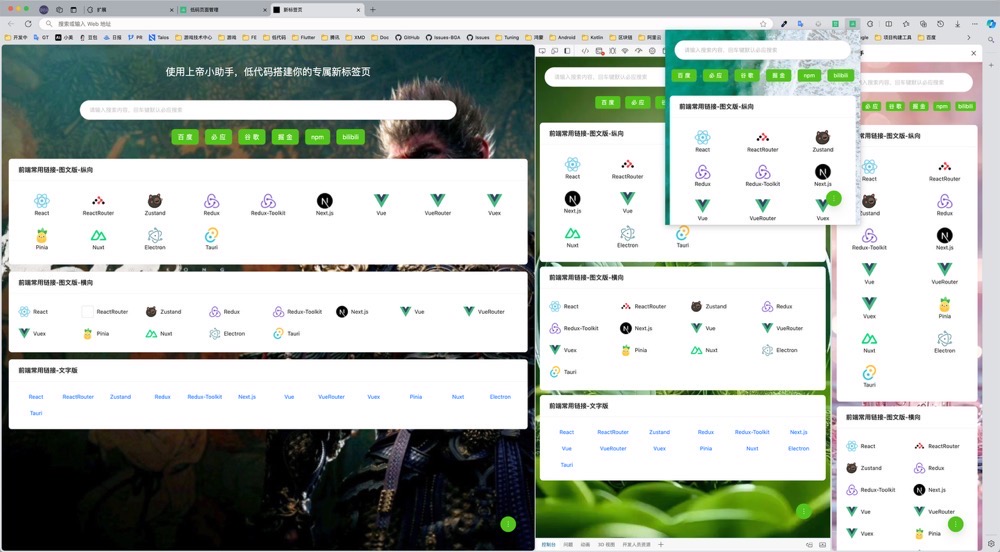 扩展
低码页面管理
新标签页
搜索或输入 Web 地址
开发中
GT
小美
豆包
日报
PR
Talos
游戏技术中心
游戏
FE
低代码
Flutter
腾讯
XMD
Doc
GitHub
Issues-BGA
Issues
Tuning
鸿蒙
Android
Kotlin
区块链
阿里云
项目构建工具
百度
使用上帝小助手，低代码搭建你的专属新标签页
请输入搜索内容，回车键默认必应搜索
百 度
必 应
谷 歌
掘 金
npm
bilibili
前端常用链接-图文版-纵向
React
ReactRouter
Zustand
Redux
Redux-Toolkit
Next.js
Vue
VueRouter
Vuex
Pinia
Nuxt
Electron
Tauri
前端常用链接-图文版-横向
React
ReactRouter
Zustand
Redux
Redux-Toolkit
Next.js
Vue
VueRouter
Vuex
Pinia
Nuxt
Electron
Tauri
前端常用链接-文字版
React
ReactRouter
Zustand
Redux
Redux-Toolkit
Next.js
Vue
VueRouter
Vuex
Pinia
Nuxt
Electron
Tauri
请输入搜索内容，回车键默认必应搜索
百 度
必 应
前端常用链接-图文版-纵向
React
ReactRouter
Next.js
Vue
Nuxt
Electron
Tauri
前端常用链接-图文版-横向
React
ReactRouter
Zustand
Redux
Redux-Toolkit
Next.js
Vue
VueRouter
Vuex
Pinia
Nuxt
Electron
Tauri
前端常用链接-文字版
React
ReactRouter
Zustand
Redux
Redux-Toolkit
Next.js
Vue
VueRouter
Vuex
Pinia
Nuxt
Electron
Tauri
控制台
问题
动画
3D 视图
开发人员资源
请输入搜索内容，回车键默认必应搜索
百 度
必 应
谷 歌
掘 金
npm
bilibili
前端常用链接-图文版-纵向
React
ReactRouter
Zustand
Redux
Redux-Toolkit
Next.js
Vue
VueRouter
Vuex
回车键默认必应搜索
必 应
谷 歌
掘 金
npm
bilibili
图文版-纵向
React
ReactRouter
Zustand
Redux
Redux-Toolkit
Next.js
Vue
VueRouter
Vuex
Pinia
Nuxt
Electron
Tauri
前端常用链接-图文版-横向
React
ReactRouter
Zustand
Redux
Redux-Toolkit
Next.js
Vue
VueRouter
Vuex
Pinia